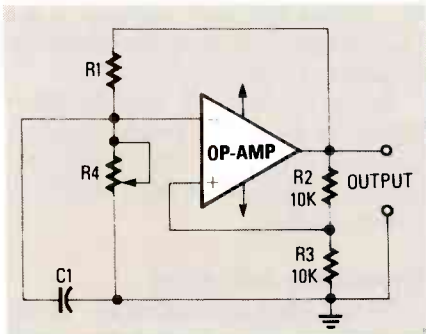 R1
-
OP-AMP
+
R4
R2
10K
OUTPUT
R3
10K
C1